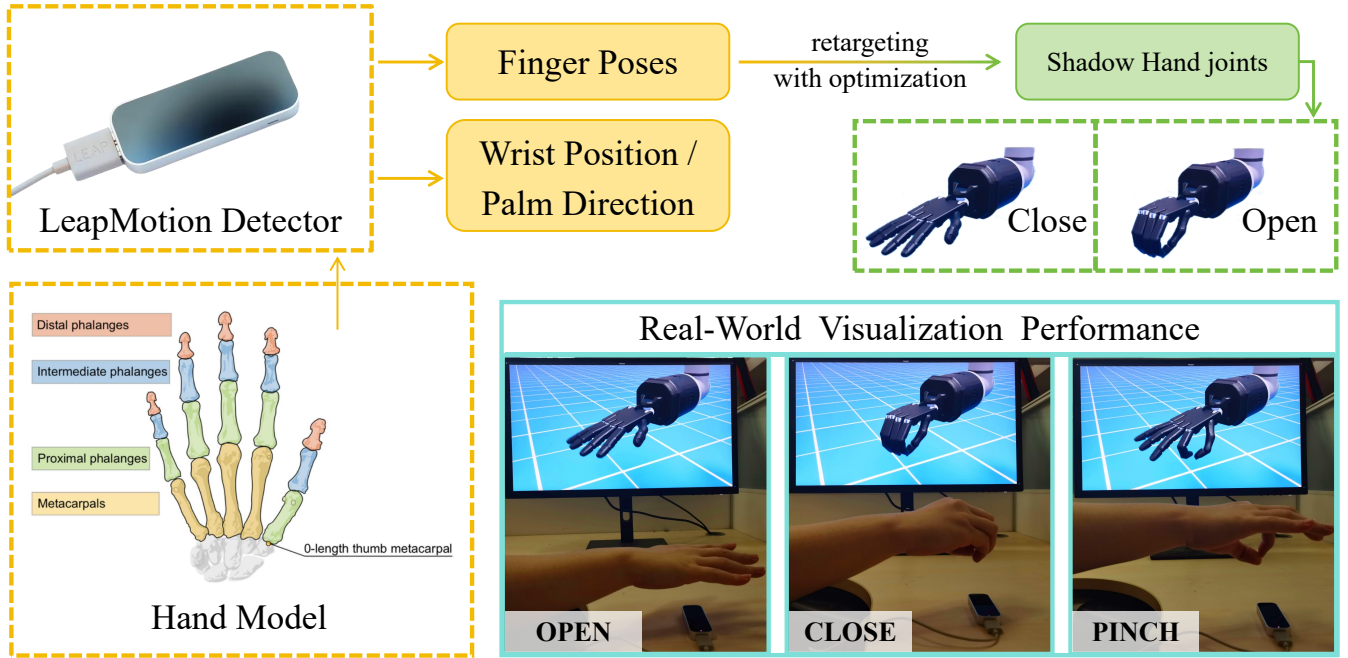 LEAP
LeapMotion Detector
Finger Poses
Wrist Position /
Palm Direction
retargeting
with optimization
Shadow Hand joints
Close
Open
Distal phalanges
Intermediate phalanges
Proximal phalanges
Metacarpals
0-length thumb metacarpal
Hand Model
Real-World Visualization Performance
OPEN
CLOSE
PINCH